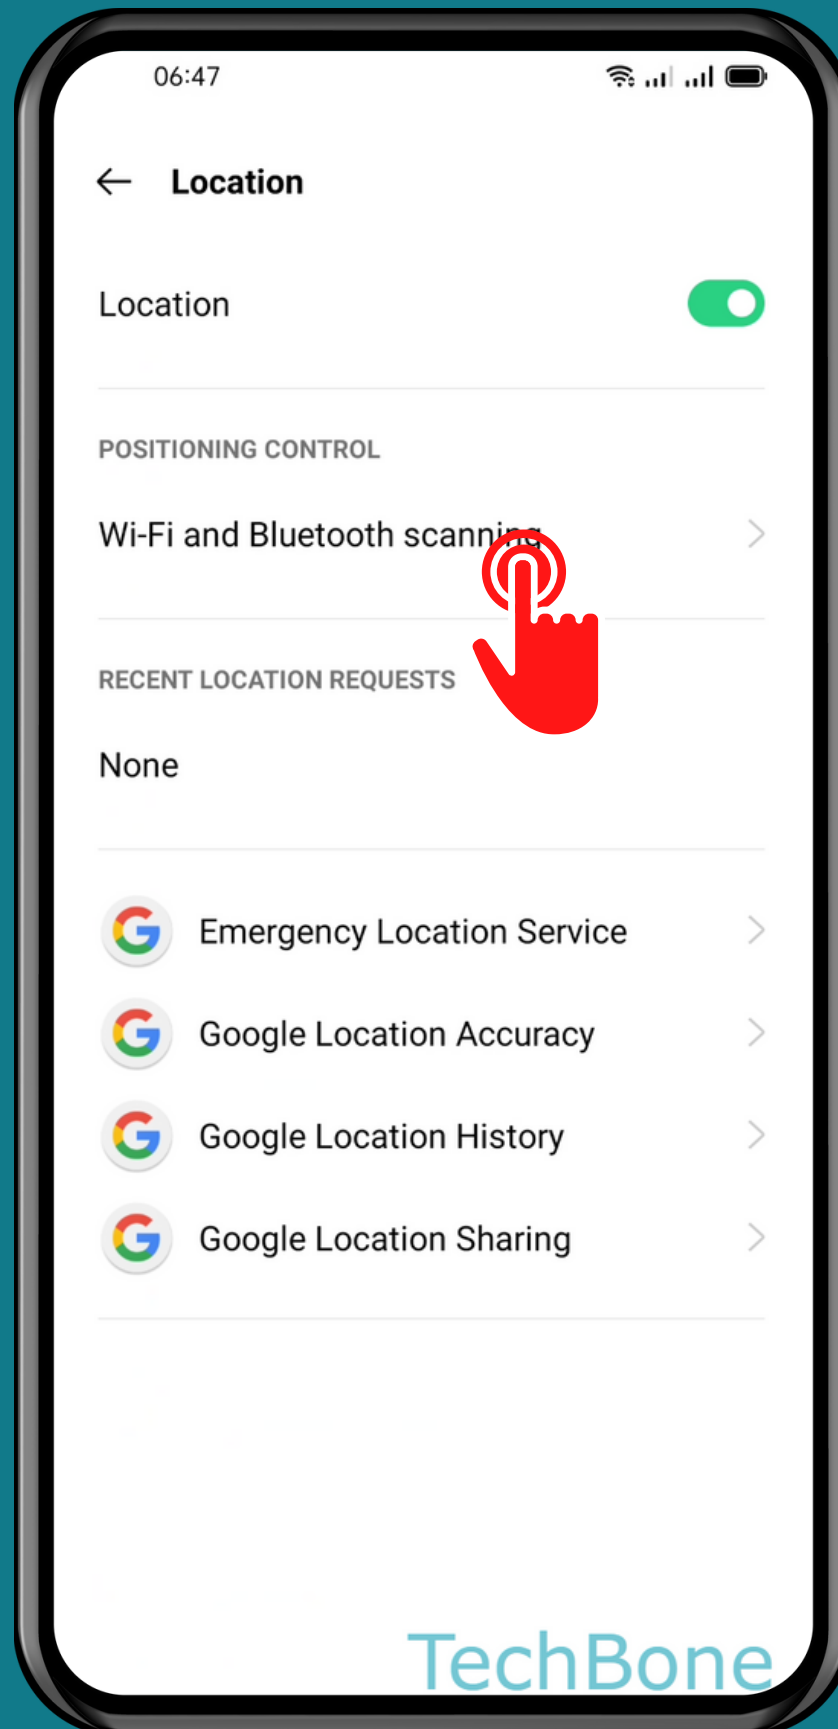 06:47
Location
Location
POSITIONING CONTROL
Wi-Fi and Bluetooth scanning
RECENT LOCATION REQUESTS
None
Emergency Location Service
Google Location Accuracy
Google Location History
Google Location Sharing
TechBone